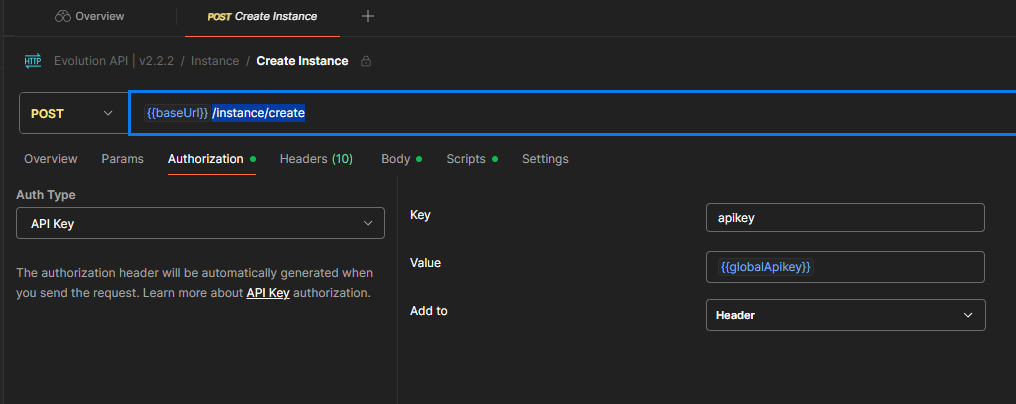 Overview
POST Create Instance
HTTP Evolution API | v2.2.2 / Instance / Create Instance
POST {{baseUrl}} /instance/create
Overview Params Authorization Headers (10) Body Scripts Settings
Auth Type
API Key
The authorization header will be automatically generated when
you send the request. Learn more about API Key authorization.
Key apikey
Value {{globalApikey}}
Add to Header